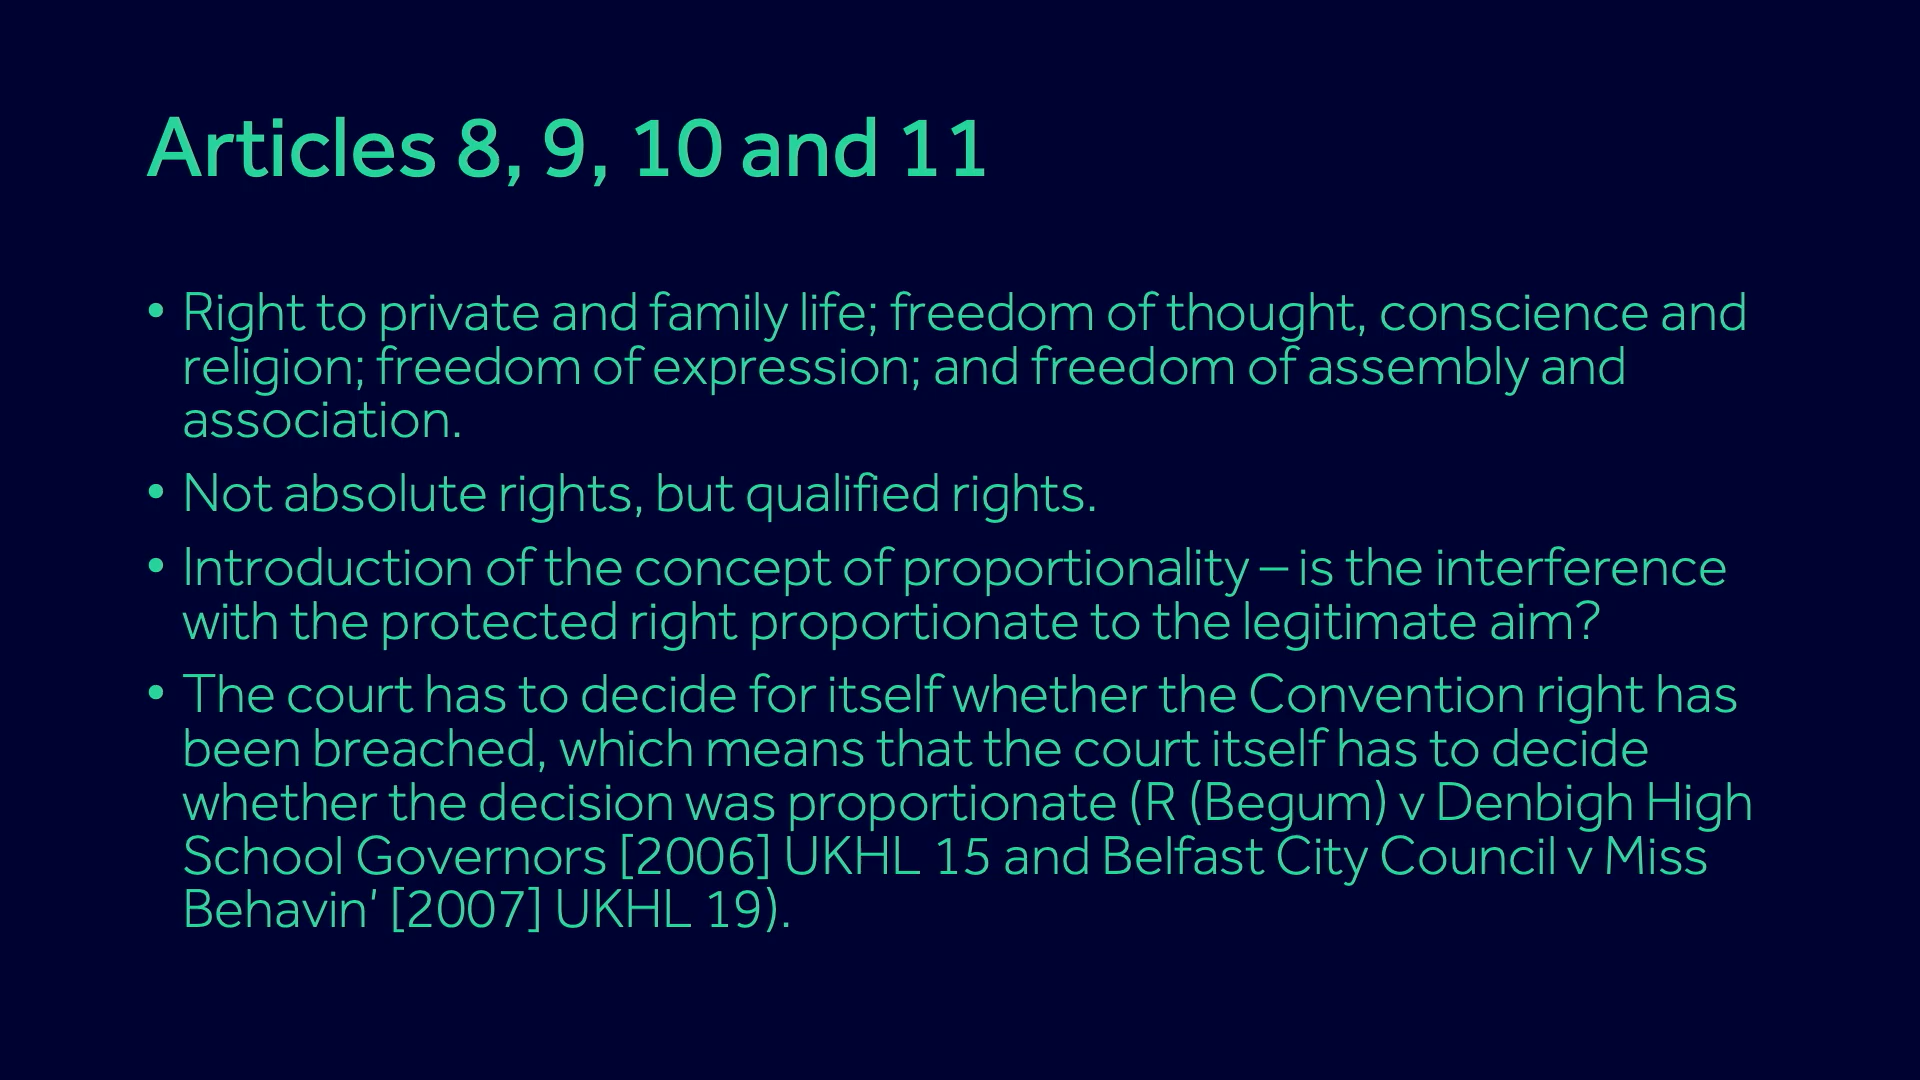 Articles 8, 9, 10 and 11
• Right to private and family life; freedom of thought, conscience and
religion; freedom of expression; and freedom of assembly and
association.
• Not absolute rights, but qualified rights.
• Introduction of the concept of proportionality – is the interference
with the protected right proportionate to the legitimate aim?
• The court has to decide for itself whether the Convention right has
been breached, which means that the court itself has to decide
whether the decision was proportionate (R (Begum) v Denbigh High
School Governors [2006] UKHL 15 and Belfast City Council v Miss
Behavin’ [2007] UKHL 19).